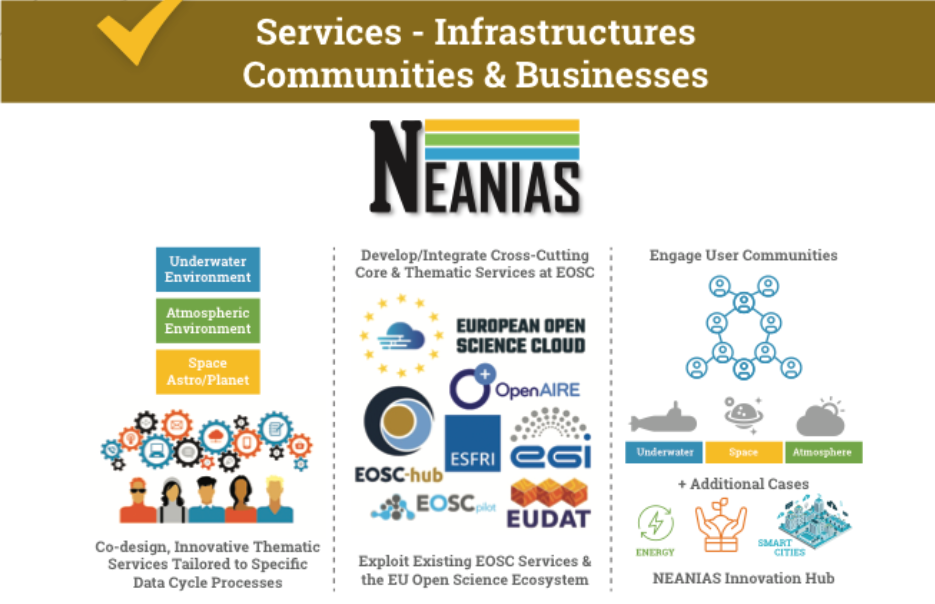 Services - Infrastructures
Communities & Businesses
NEANIAS
Underwater
Environment
Atmospheric
Environment
Space
Astro/Planet
Co-design, Innovative Thematic
Services Tailored to Specific
Data Cycle Processes
Develop/Integrate Cross-Cutting
Core & Thematic Services at EOSC
EUROPEAN OPEN
SCIENCE CLOUD
OpenAIRE
ESFRI
egi
EOSC-hub
EOSCpilot
EUDAT
Exploit Existing EOSC Services &
the EU Open Science Ecosystem
Engage User Communities
Underwater
Space
Atmosphere
+ Additional Cases
ENERGY
SMART
CITIES
NEANIAS Innovation Hub